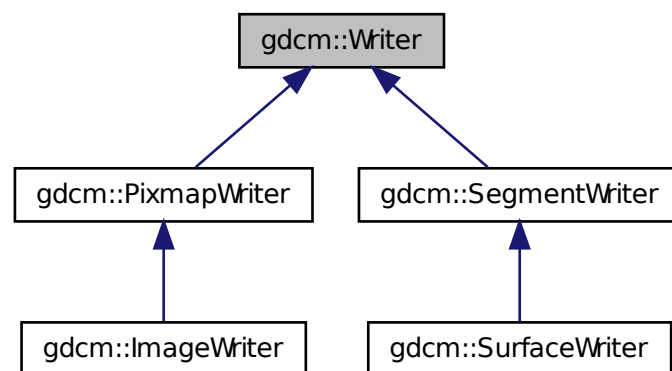 gdcm::Writer
gdcm::PixmapWriter
gdcm::SegmentWriter
gdcm::ImageWriter
gdcm::SurfaceWriter